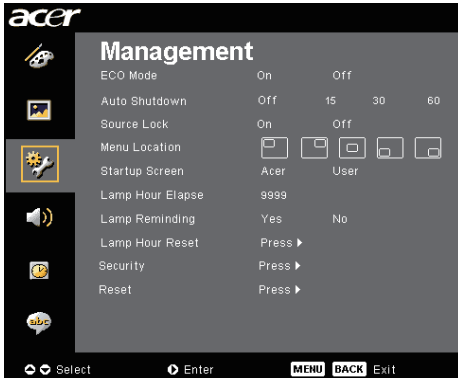 acer
Management
ECO Mode On Off
Auto Shutdown Off 15 30 60
Source Lock On Off
Menu Location
Startup Screen Acer User
Lamp Hour Elapse 9999
Lamp Reminding Yes No
Lamp Hour Reset Press
Security Press
Reset Press
abc
Select Enter MENU BACK Exit